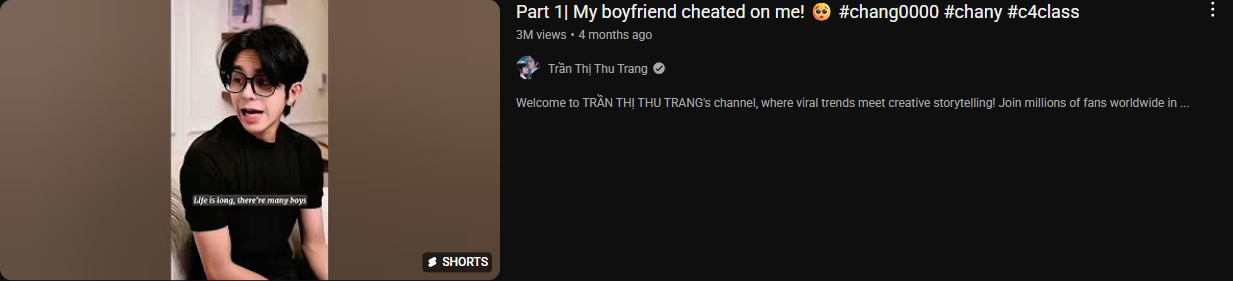 Life is long, there're many boys
SHORTS
Part 1| My boyfriend cheated on me! 🥺 #chang0000 #chany #c4class
3M views • 4 months ago
Trần Thị Thu Trang
Welcome to TRẦN THỊ THU TRANG's channel, where viral trends meet creative storytelling! Join millions of fans worldwide in ...